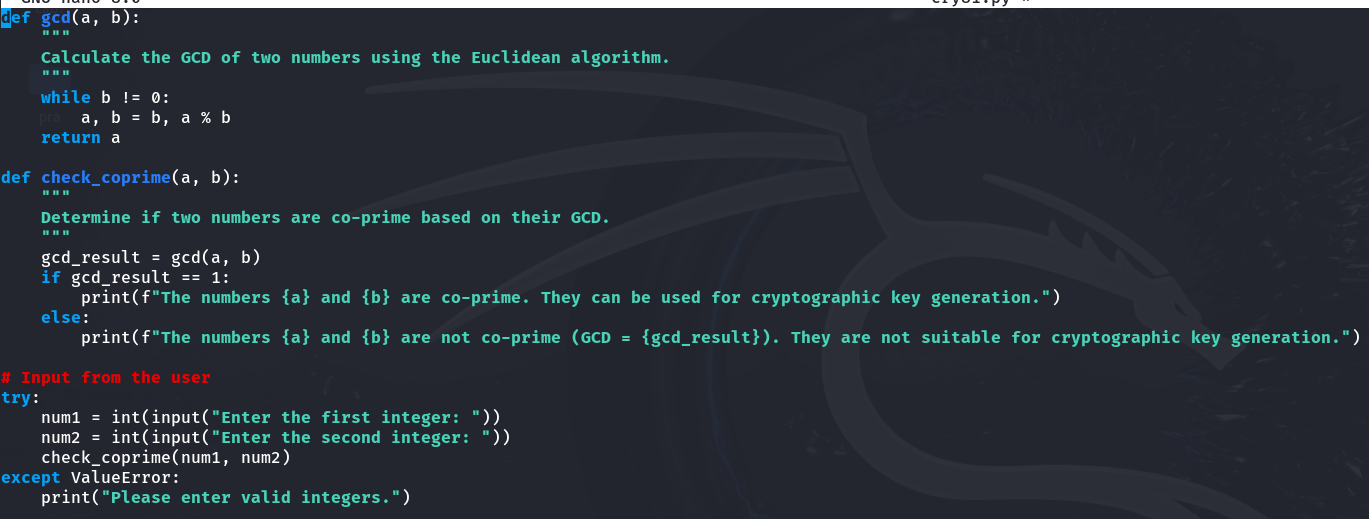 def gcd(a, b):
    """
    Calculate the GCD of two numbers using the Euclidean algorithm.
    """
    while b != 0:
        a, b = b, a % b
    return a

def check_coprime(a, b):
    """
    Determine if two numbers are co-prime based on their GCD.
    """
    gcd_result = gcd(a, b)
    if gcd_result == 1:
        print(f"The numbers {a} and {b} are co-prime. They can be used for cryptographic key generation.")
    else:
        print(f"The numbers {a} and {b} are not co-prime (GCD = {gcd_result}). They are not suitable for cryptographic key generation.")

# Input from the user
try:
    num1 = int(input("Enter the first integer: "))
    num2 = int(input("Enter the second integer: "))
    check_coprime(num1, num2)
except ValueError:
    print("Please enter valid integers.")